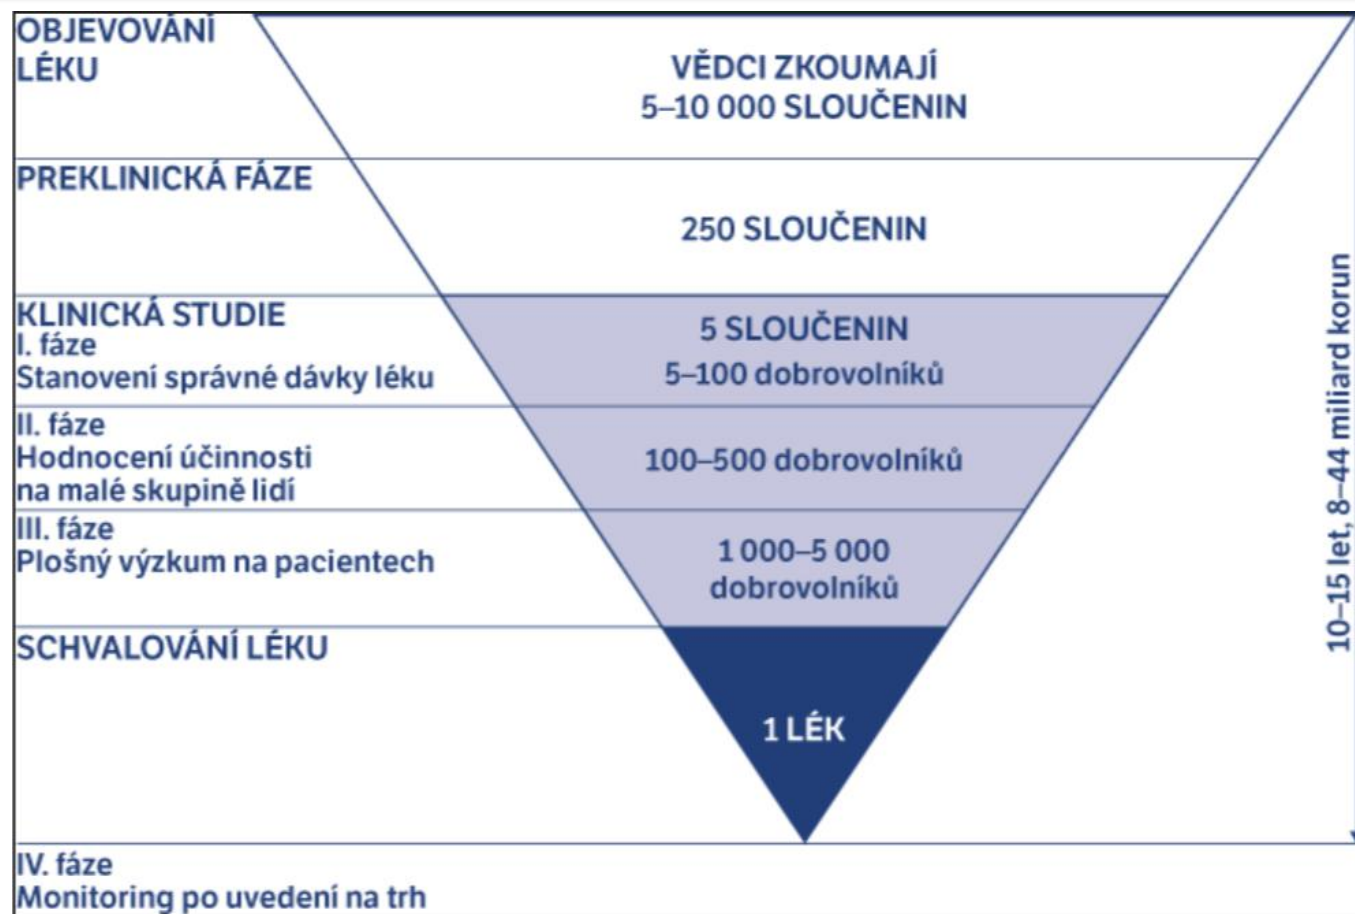 OBJEVOVÁNÍ
LÉKU
VĚDCI ZKOUMAJÍ
5–10 000 SLOUČENIN
PREKLINICKÁ FÁZE
250 SLOUČENIN
KLINICKÁ STUDIE
I. fáze
Stanovení správné dávky léku
5 SLOUČENIN
5–100 dobrovolníků
II. fáze
Hodnocení účinnosti
na malé skupině lidí
100–500 dobrovolníků
III. fáze
Plošný výzkum na pacientech
1 000–5 000
dobrovolníků
SCHVALOVÁNÍ LÉKU
1 LÉK
IV. fáze
Monitoring po uvedení na trh
10–15 let, 8–44 miliard korun